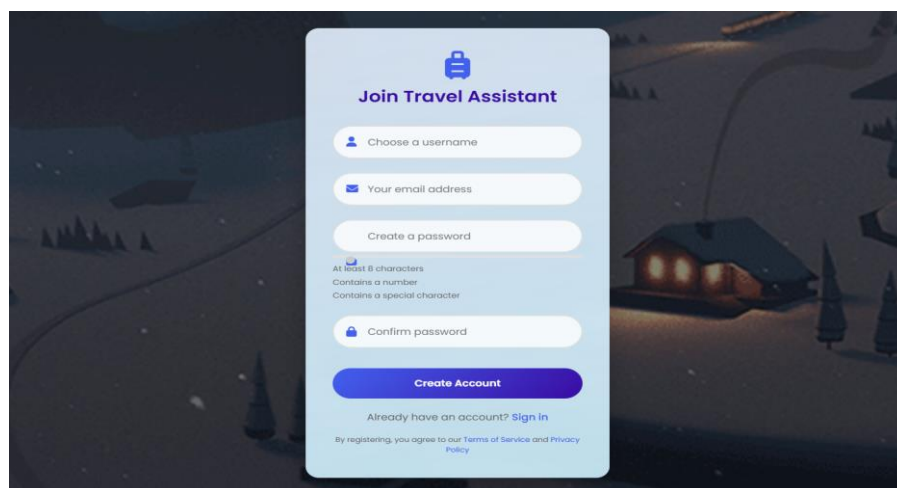 Join Travel Assistant
Choose a username
Your email address
Create a password
At least 8 characters
Contains a number
Contains a special character
Confirm password
Create Account
Already have an account? Sign in
By registering, you agree to our Terms of Service and Privacy
Policy